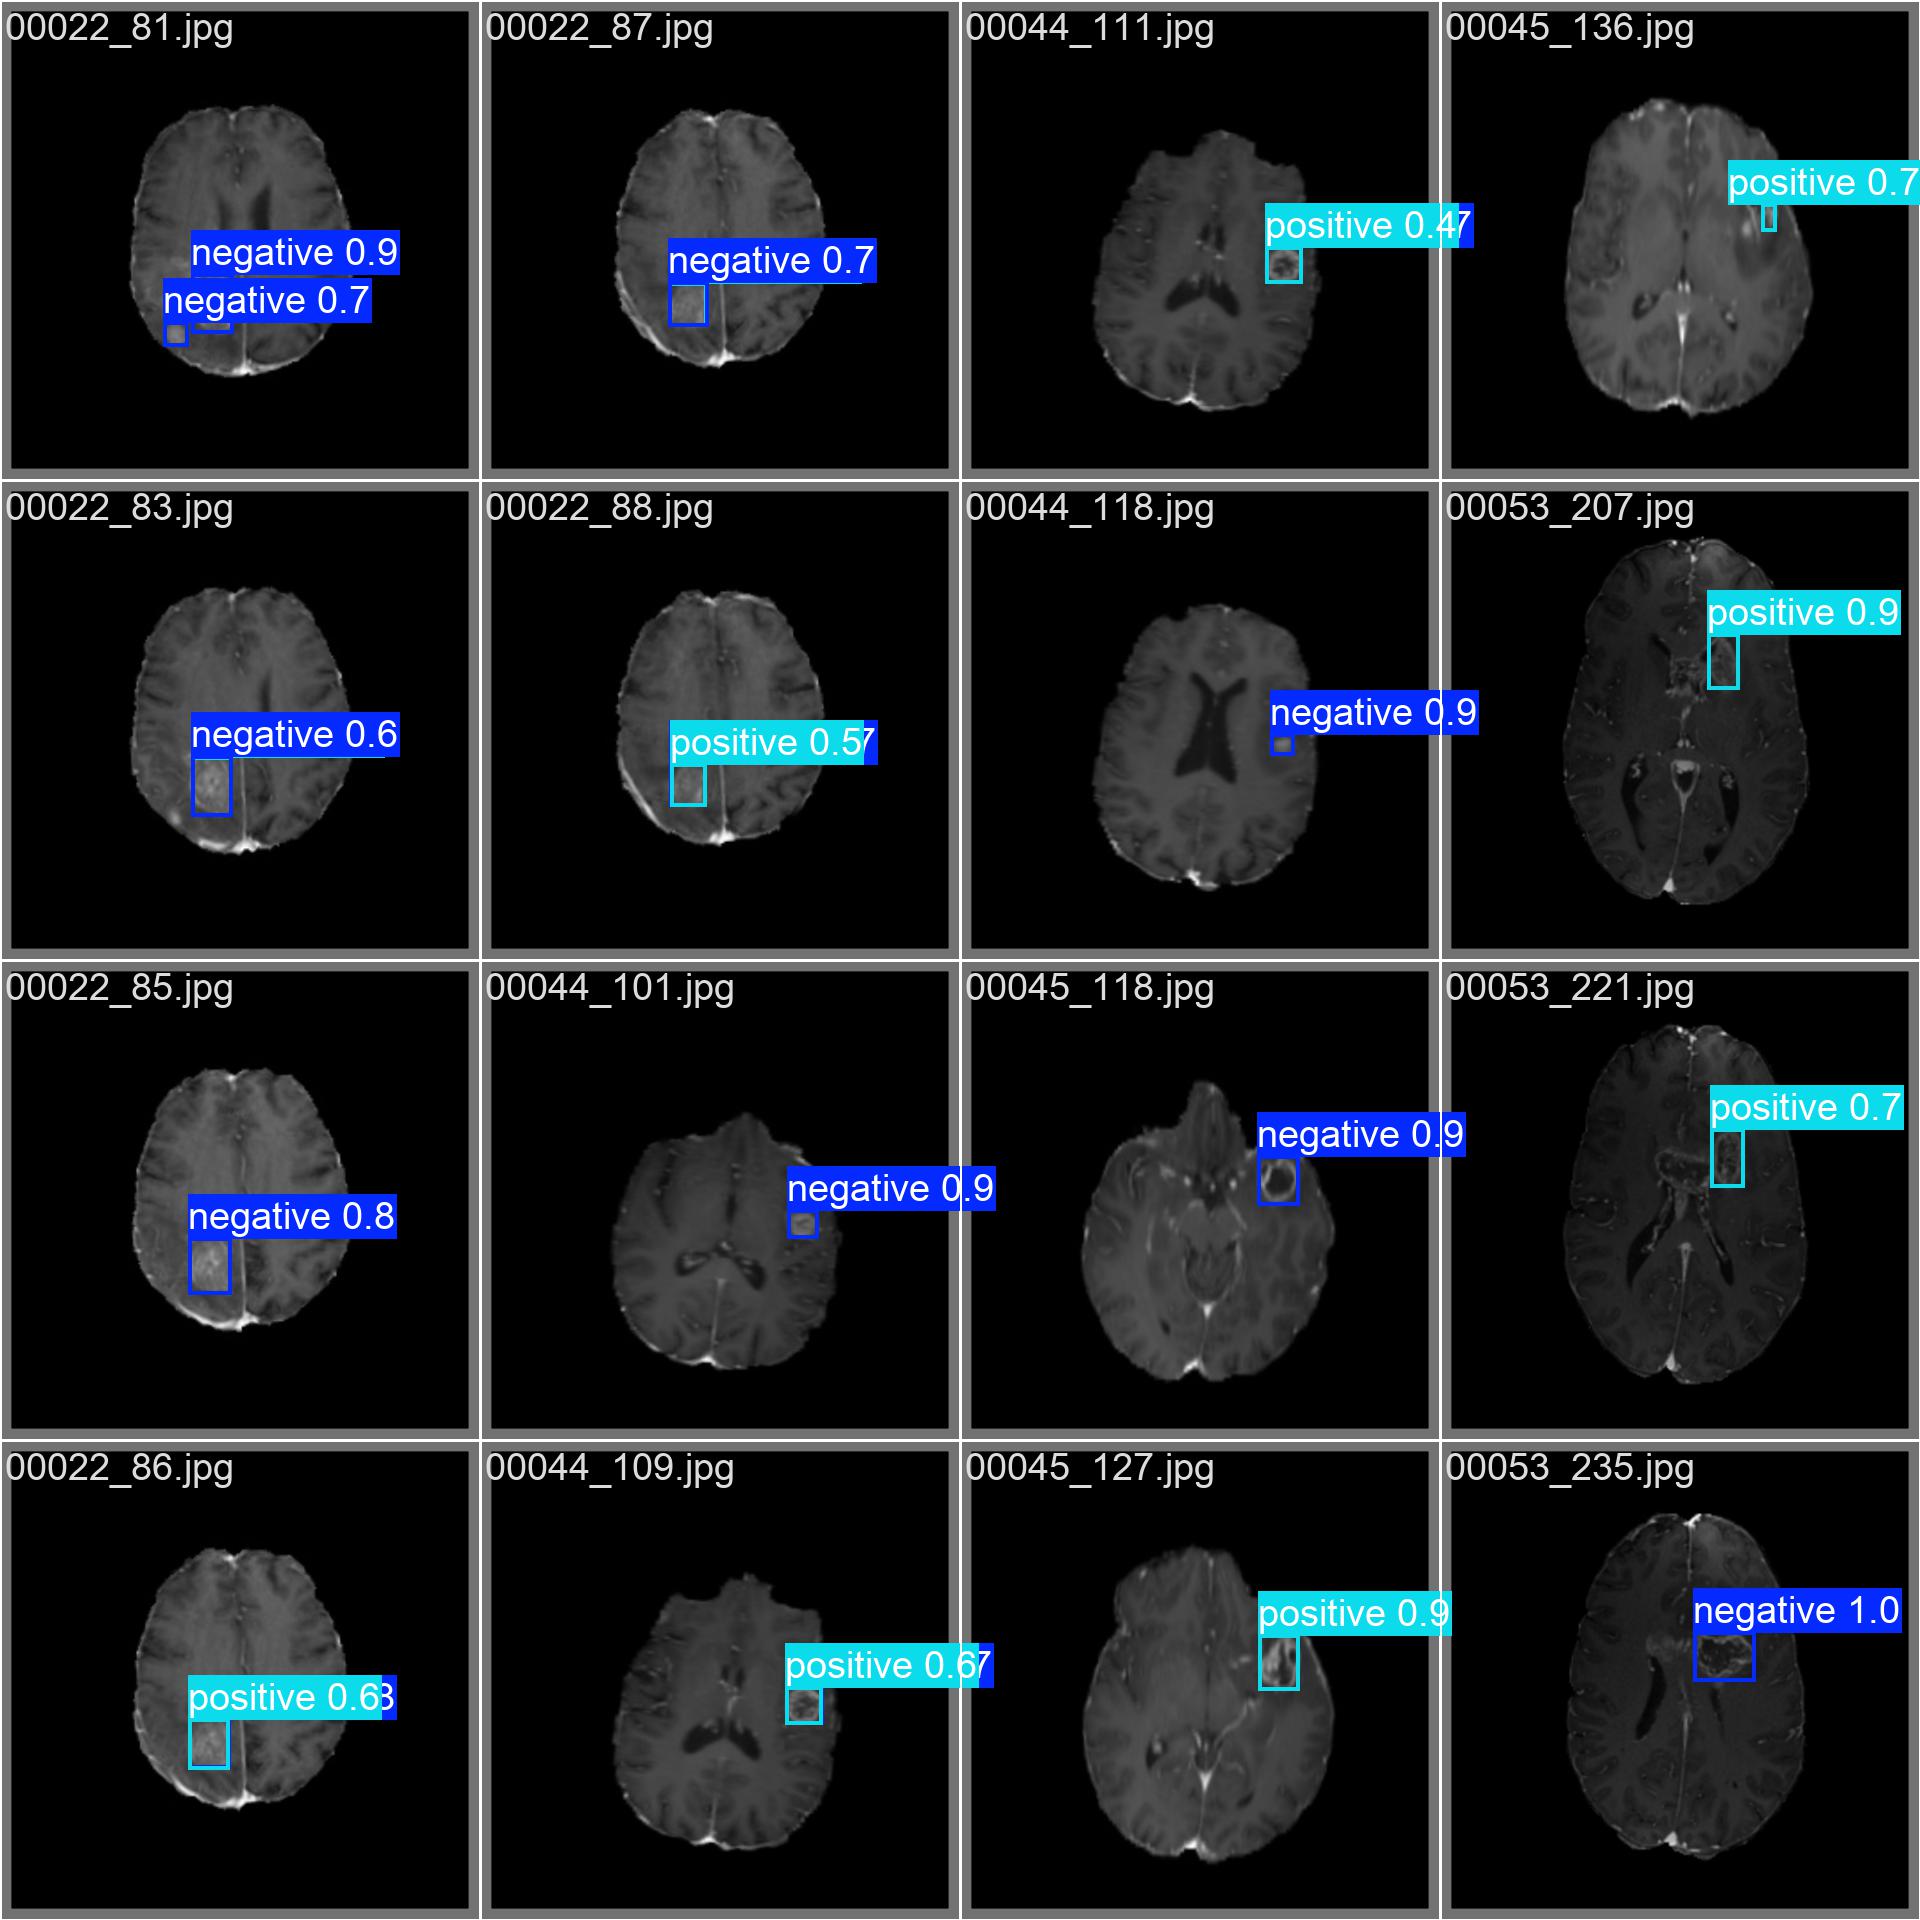 00022_81.jpg
negative 0.9
negative 0.7
00022_87.jpg
negative 0.7
00044_111.jpg
positive 0.47
00045_136.jpg
positive 0.7
00022_83.jpg
negative 0.6
00022_88.jpg
positive 0.57
00044_118.jpg
negative 0.9
00053_207.jpg
positive 0.9
00022_85.jpg
negative 0.8
00044_101.jpg
negative 0.9
00045_118.jpg
negative 0.9
00053_221.jpg
positive 0.7
00022_86.jpg
positive 0.63
00044_109.jpg
positive 0.67
00045_127.jpg
positive 0.9
00053_235.jpg
negative 1.0